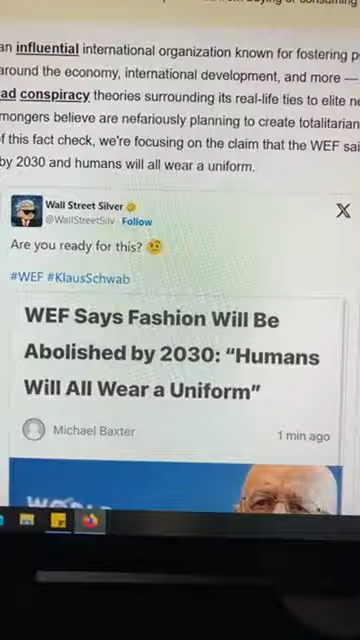 an influential international organization known for fostering
around the economy, international development, and more —
conspiracy theories surrounding its real-life ties to elite
mongers believe are nefariously planning to create totalitarian
f this fact check, we're focusing on the claim that the WEF sai
by 2030 and humans will all wear a uniform.
Wall Street Silver
@WallStreetSilv · Follow
X
Are you ready for this? 🤨
#WEF #KlausSchwab
WEF Says Fashion Will Be
Abolished by 2030: “Humans
Will All Wear a Uniform”
Michael Baxter
1 min ago